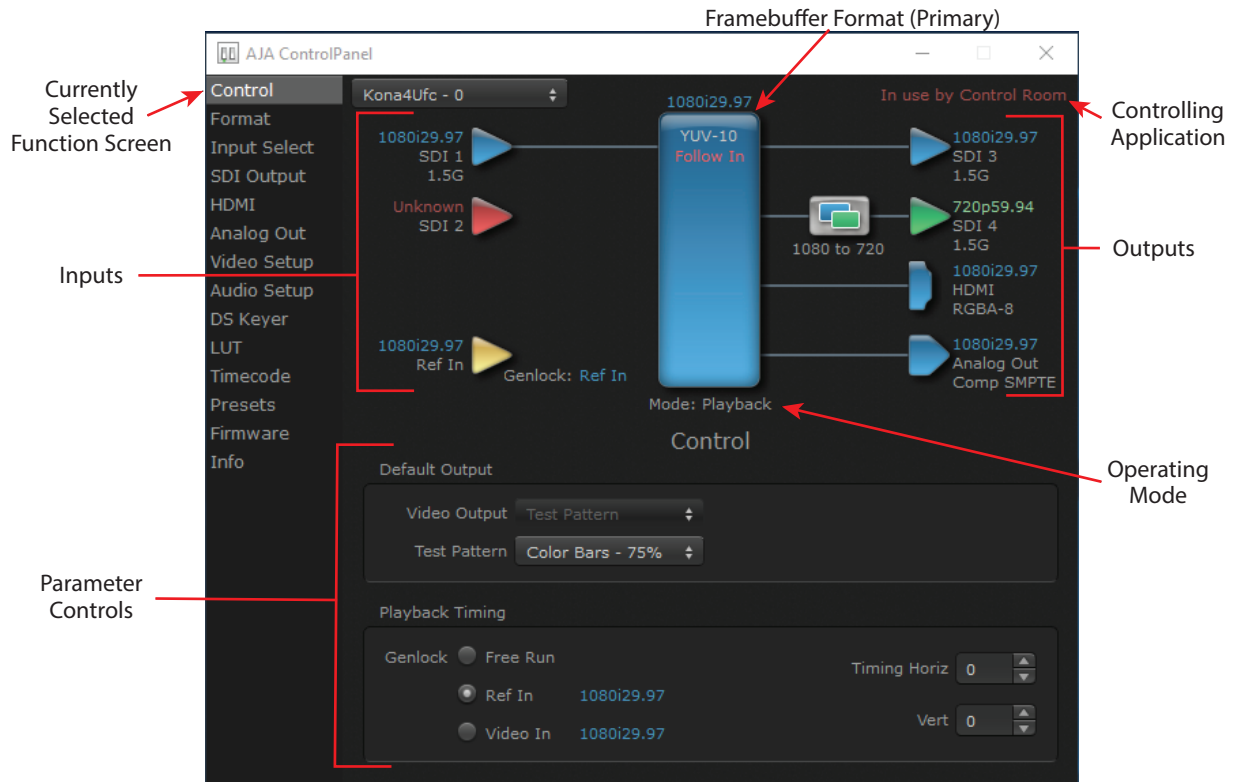 Framebuffer Format (Primary)
AJA ControlPanel
Currently
Selected
Function Screen
Controlling
Application
Inputs
Outputs
Operating
Mode
Parameter
Controls
Control
Format
Input Select
SDI Output
HDMI
Analog Out
Video Setup
Audio Setup
DS Keyer
LUT
Timecode
Presets
Firmware
Info
Kona4Ufc - 0
1080i29.97
In use by Control Room
1080i29.97
SDI 1
1.5G
Unknown
SDI 2
1080i29.97
Ref In
Genlock: Ref In
YUV-10
Follow In
1080 to 720
1080i29.97
SDI 3
1.5G
720p59.94
SDI 4
1.5G
1080i29.97
HDMI
RGBA-8
1080i29.97
Analog Out
Comp SMPTE
Mode: Playback
Control
Default Output
Video Output Test Pattern
Test Pattern Color Bars - 75%
Playback Timing
Genlock Free Run
Ref In 1080i29.97
Video In 1080i29.97
Timing Horiz 0
Vert 0